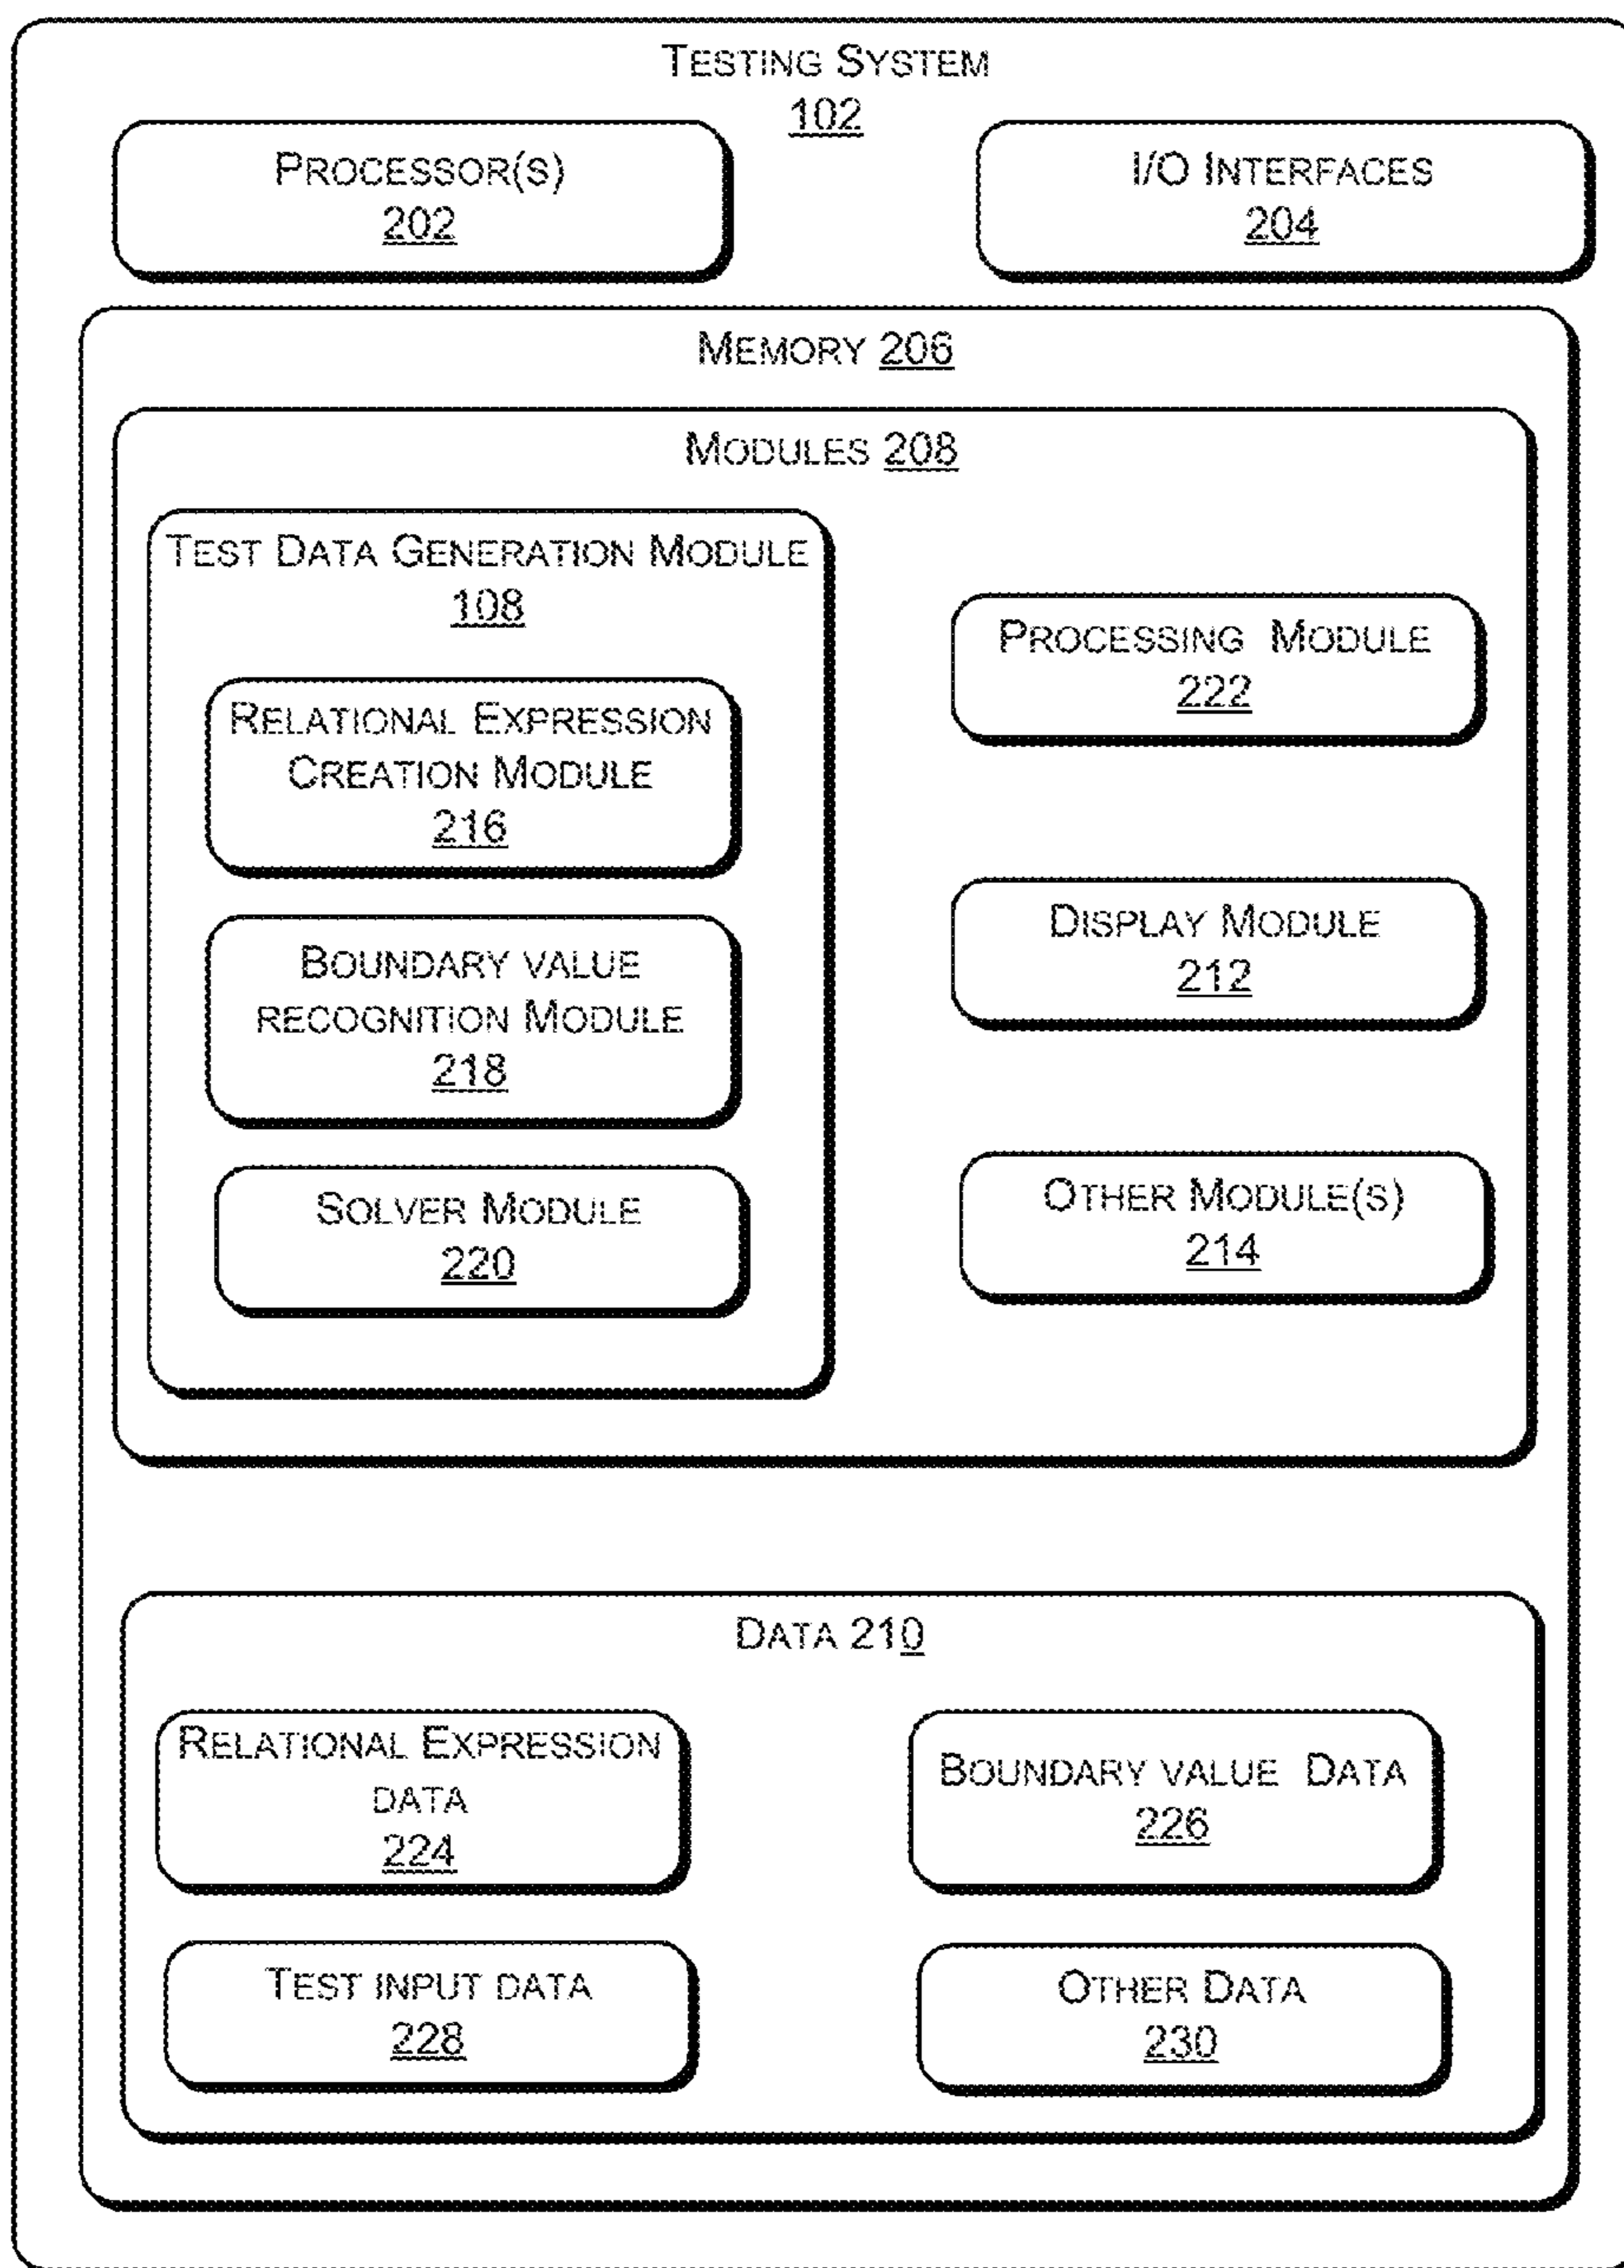 TESTING SYSTEM
102
PROCESSOR(S)
202
I/O INTERFACES
204
MEMORY 206
MODULES 208
TEST DATA GENERATION MODULE
108
RELATIONAL EXPRESSION
CREATION MODULE
216
BOUNDARY VALUE
RECOGNITION MODULE
218
SOLVER MODULE
220
PROCESSING MODULE
222
DISPLAY MODULE
212
OTHER MODULE(S)
214
DATA 210
RELATIONAL EXPRESSION
DATA
224
BOUNDARY VALUE DATA
226
TEST INPUT DATA
228
OTHER DATA
230